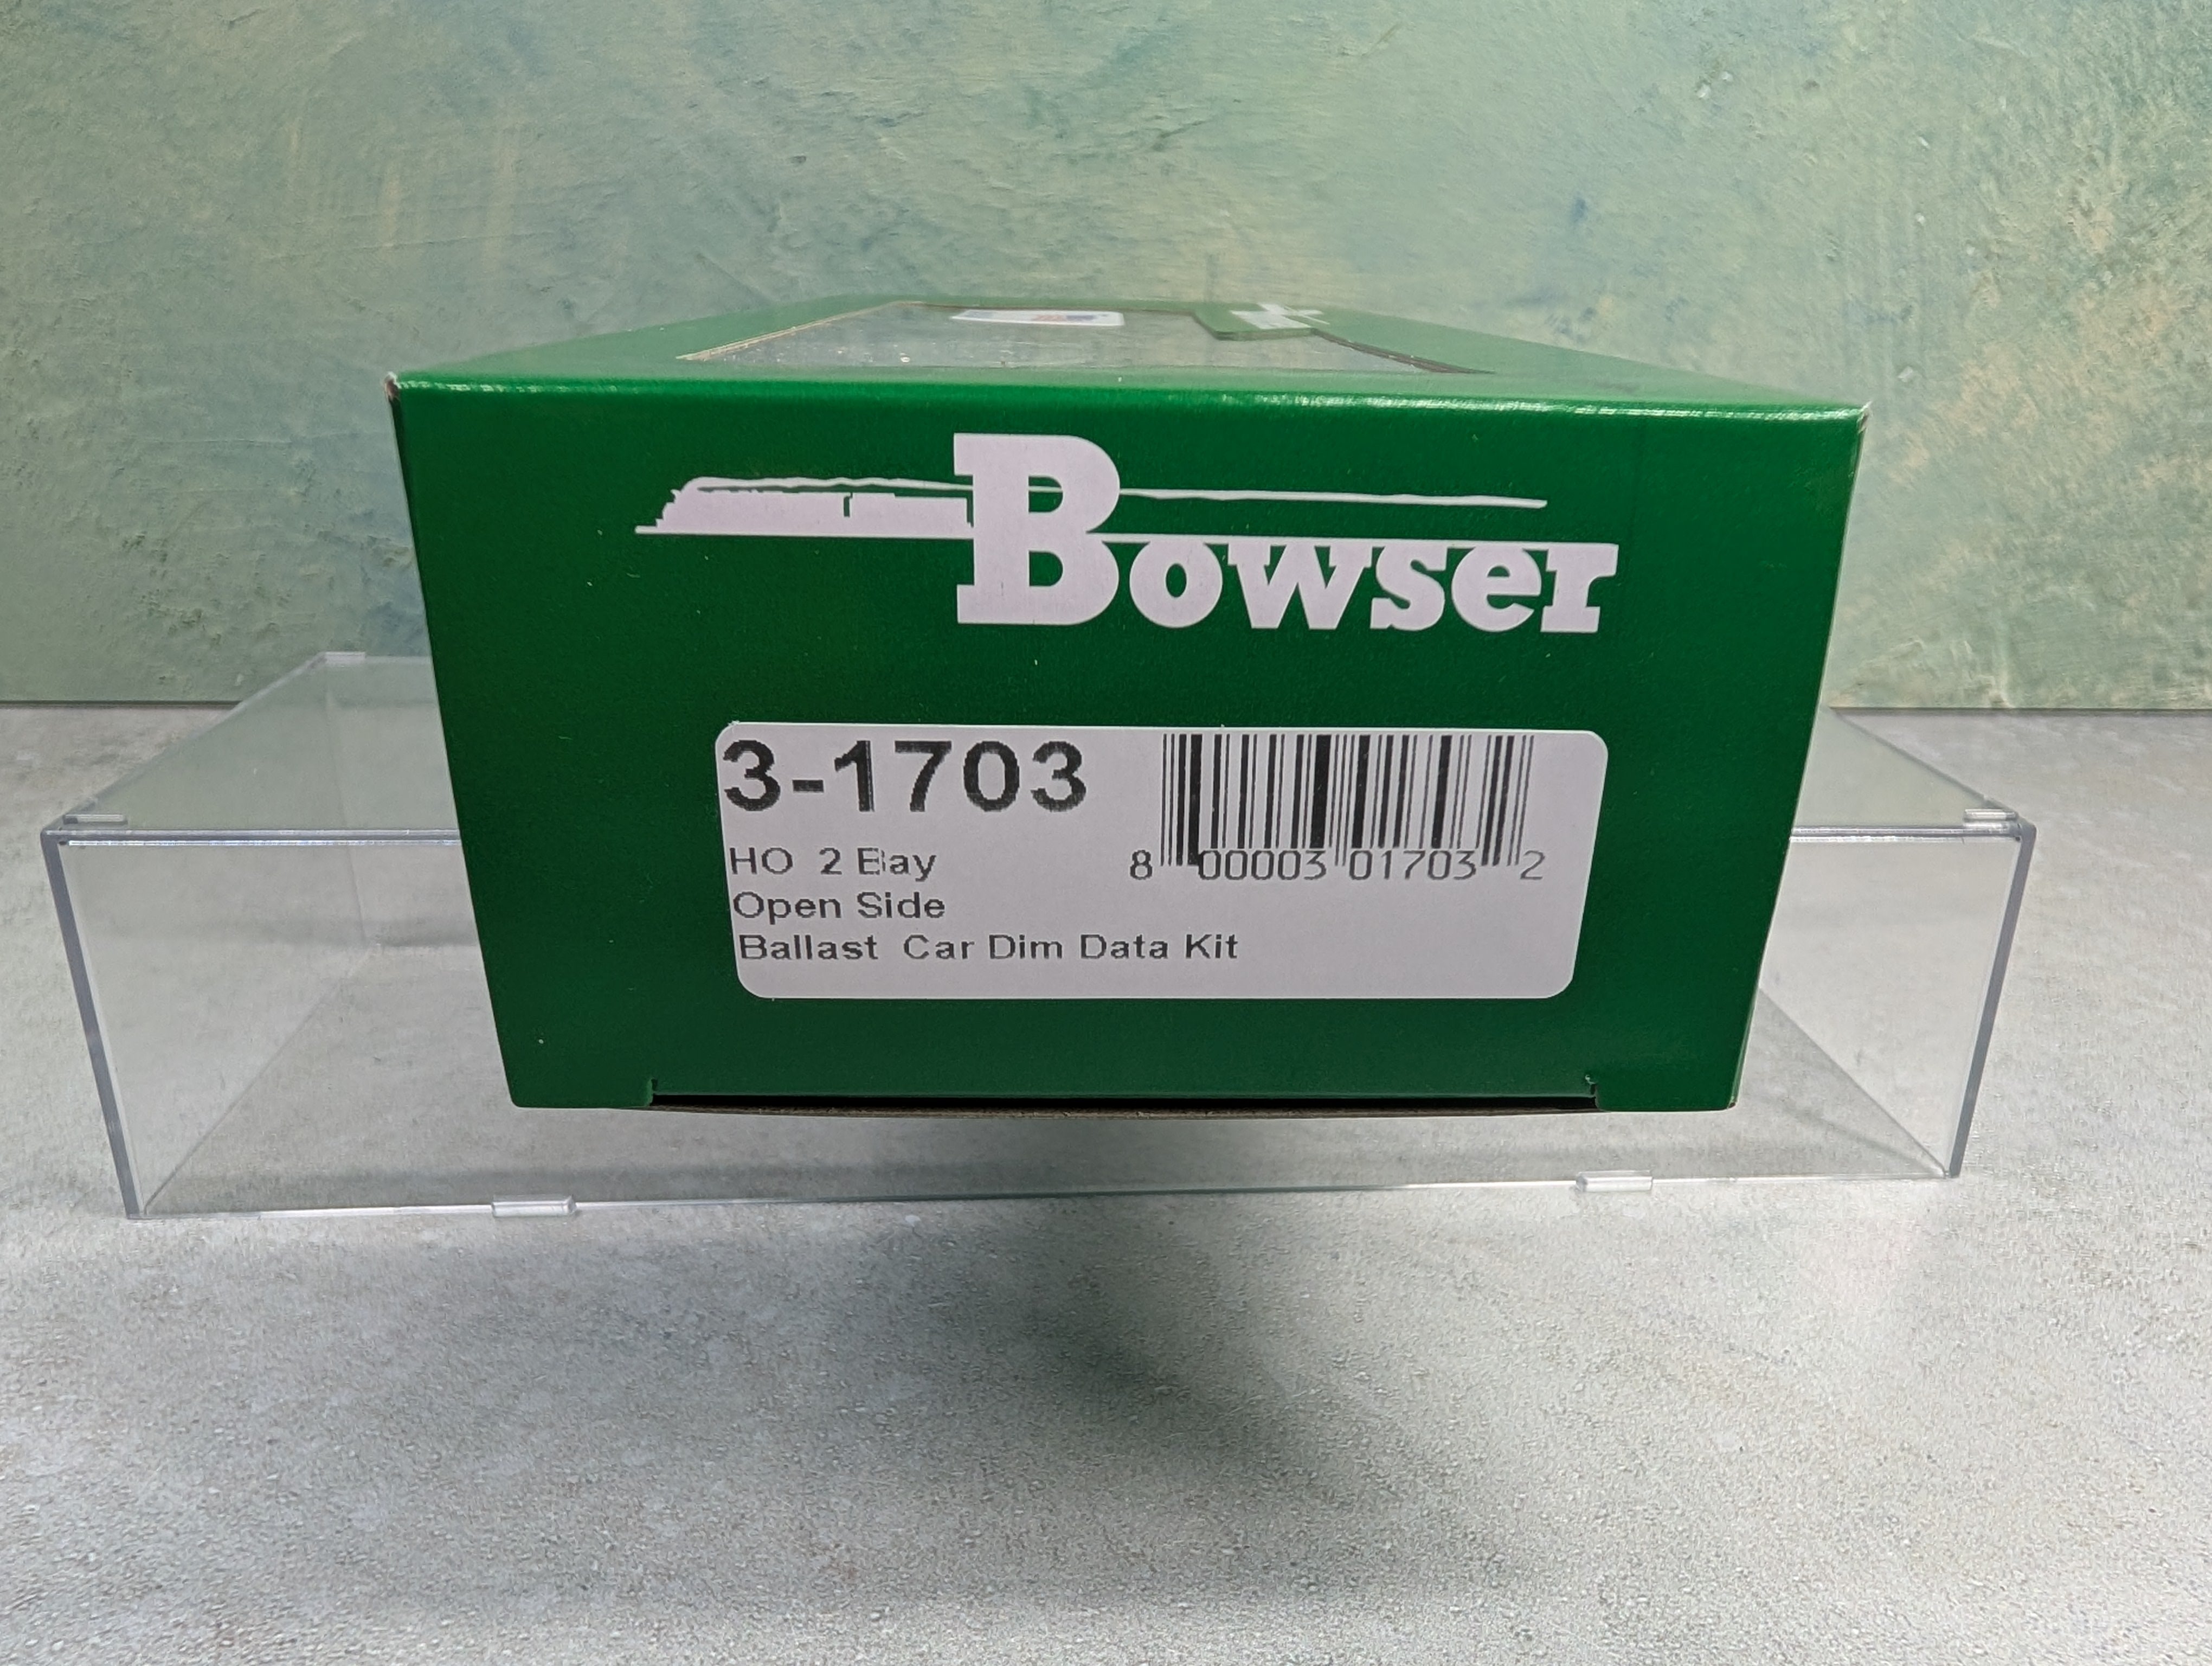 Bowser
3-1703
HO 2 Bay
Open Side
Ballast Car Dim Data Kit
8 00003 01703 2